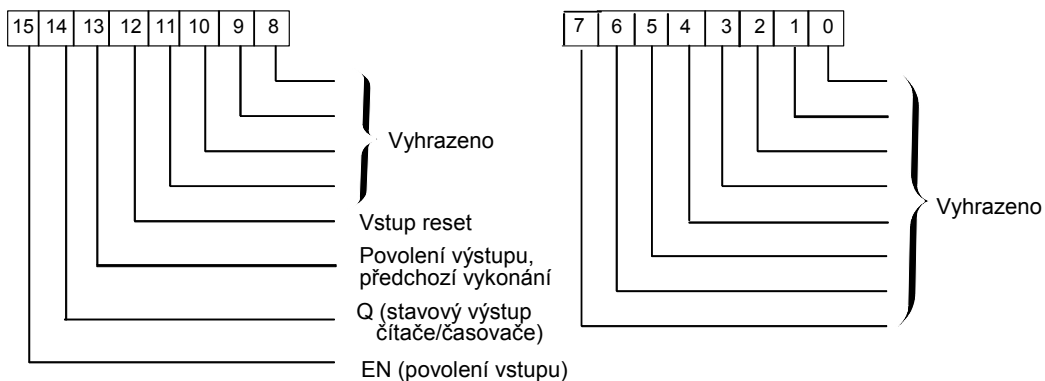 15 14 13 12 11 10 9 8
7 6 5 4 3 2 1 0
Vyhrazeno
Vstup reset
Povolení výstupu,
předchozí vykonání
Q (stavový výstup
čítače/časovače)
EN (povolení vstupu)
Vyhrazeno